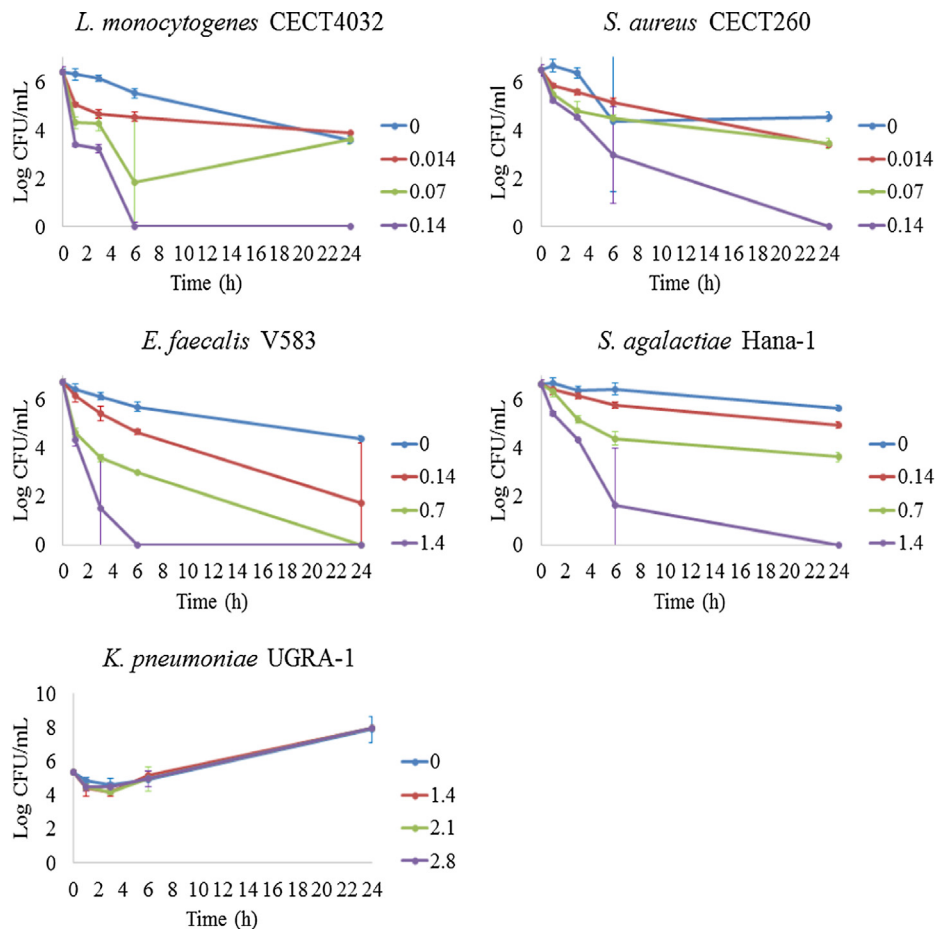 L. monocytogenes CECT4032
Log CFU/mL
6
4
2
0
0 2 4 6 8 10 12 14 16 18 20 22 24
Time (h)
0
0.014
0.07
0.14
S. aureus CECT260
Log CFU/ml
6
4
2
0
0 2 4 6 8 10 12 14 16 18 20 22 24
Time (h)
0
0.014
0.07
0.14
E. faecalis V583
Log CFU/mL
6
4
2
0
0 2 4 6 8 10 12 14 16 18 20 22 24
Time (h)
0
0.14
0.7
1.4
S. agalactiae Hana-1
Log CFU/mL
6
4
2
0
0 2 4 6 8 10 12 14 16 18 20 22 24
Time (h)
0
0.14
0.7
1.4
K. pneumoniae UGRA-1
Log CFU/mL
10
8
6
4
2
0
0 2 4 6 8 10 12 14 16 18 20 22 24
Time (h)
0
1.4
2.1
2.8